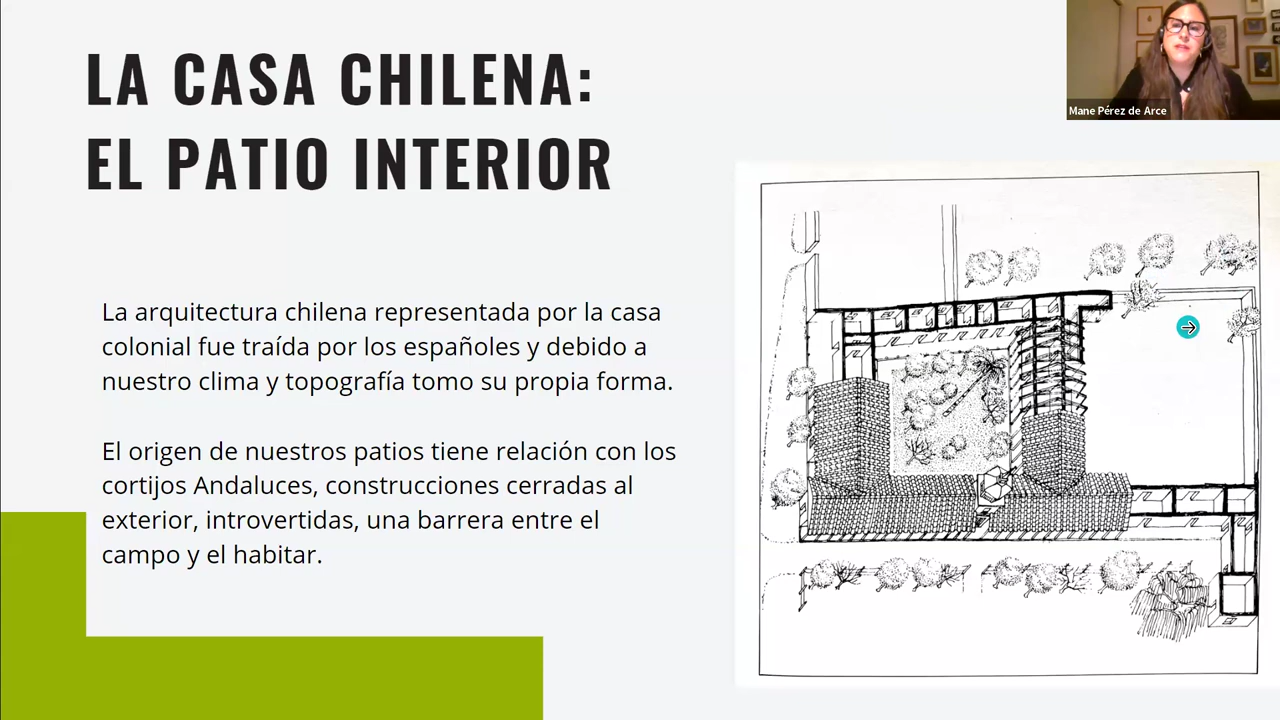 LA CASA CHILENA:
EL PATIO INTERIOR
Mane Pérez de Arce
La arquitectura chilena representada por la casa
colonial fue traída por los españoles y debido a
nuestro clima y topografía tomo su propia forma.
El origen de nuestros patios tiene relación con los
cortijos Andaluces, construcciones cerradas al
exterior, introvertidas, una barrera entre el
campo y el habitar.